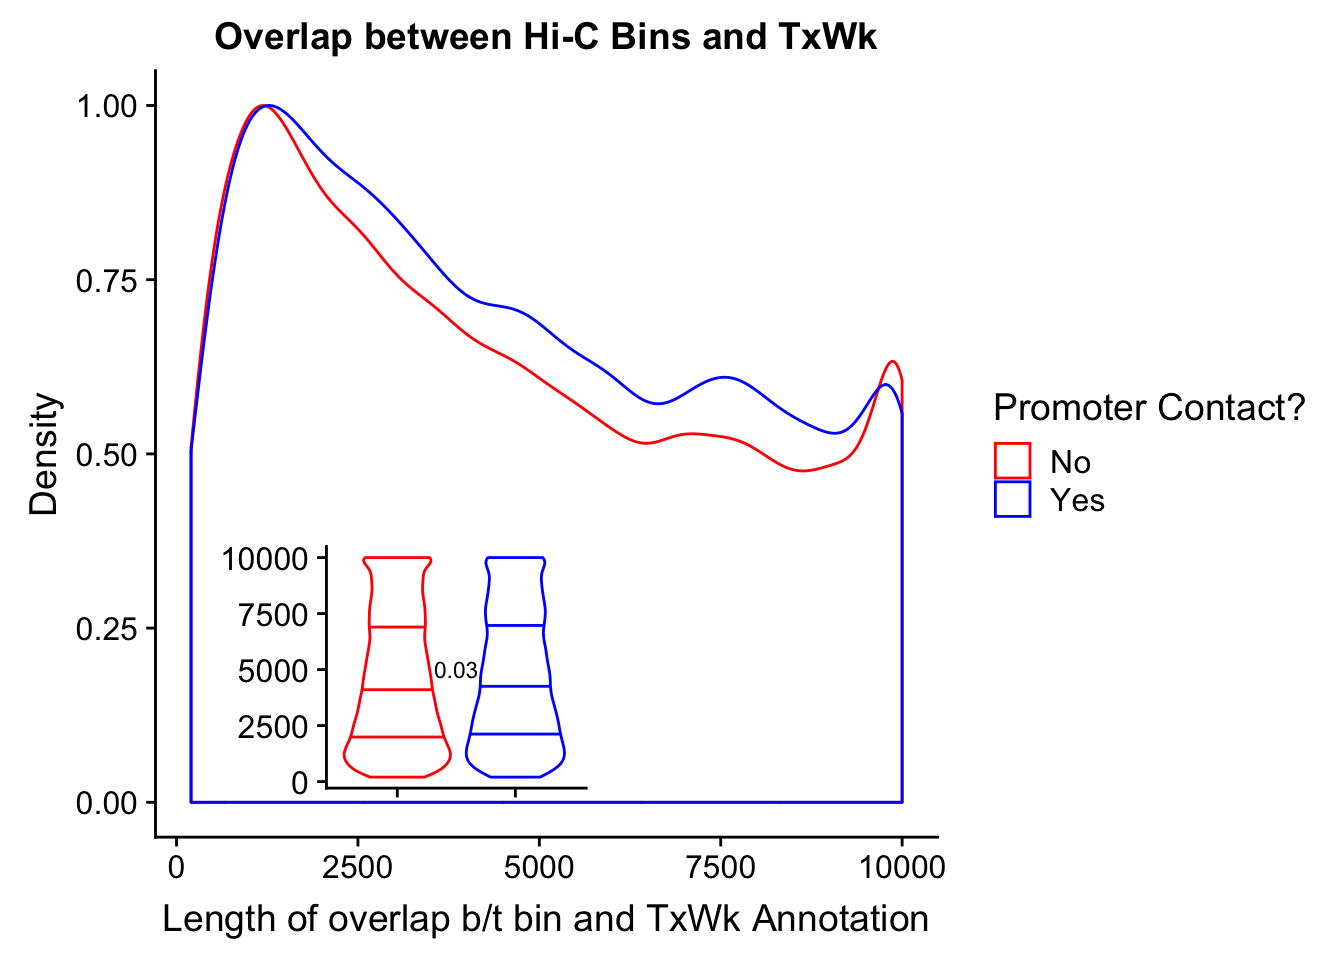 Overlap between Hi-C Bins and TxWk
1.00
0.75
0.50
0.25
0.00
Density
10000
7500
5000
2500
0
0.03
0
2500
5000
7500
10000
Length of overlap b/t bin and TxWk Annotation
Promoter Contact?
No
Yes